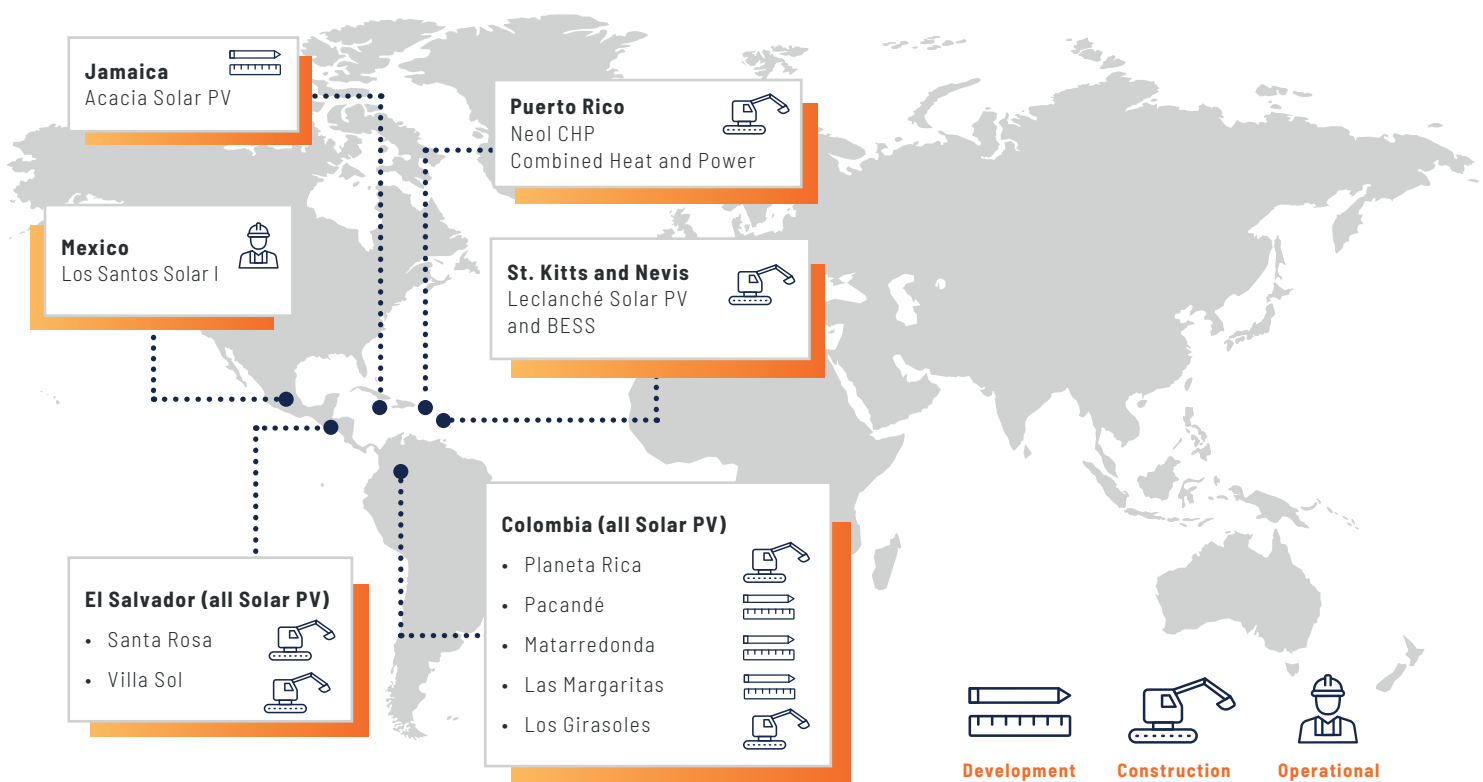 Jamaica
Acacia Solar PV
Puerto Rico
Neol CHP
Combined Heat and Power
Mexico
Los Santos Solar I
St. Kitts and Nevis
Leclanché Solar PV
and BESS
Colombia (all Solar PV)
• Planeta Rica
• Pacandé
• Matarredonda
• Las Margaritas
• Los Girasoles
El Salvador (all Solar PV)
• Santa Rosa
• Villa Sol
Development
Construction
Operational